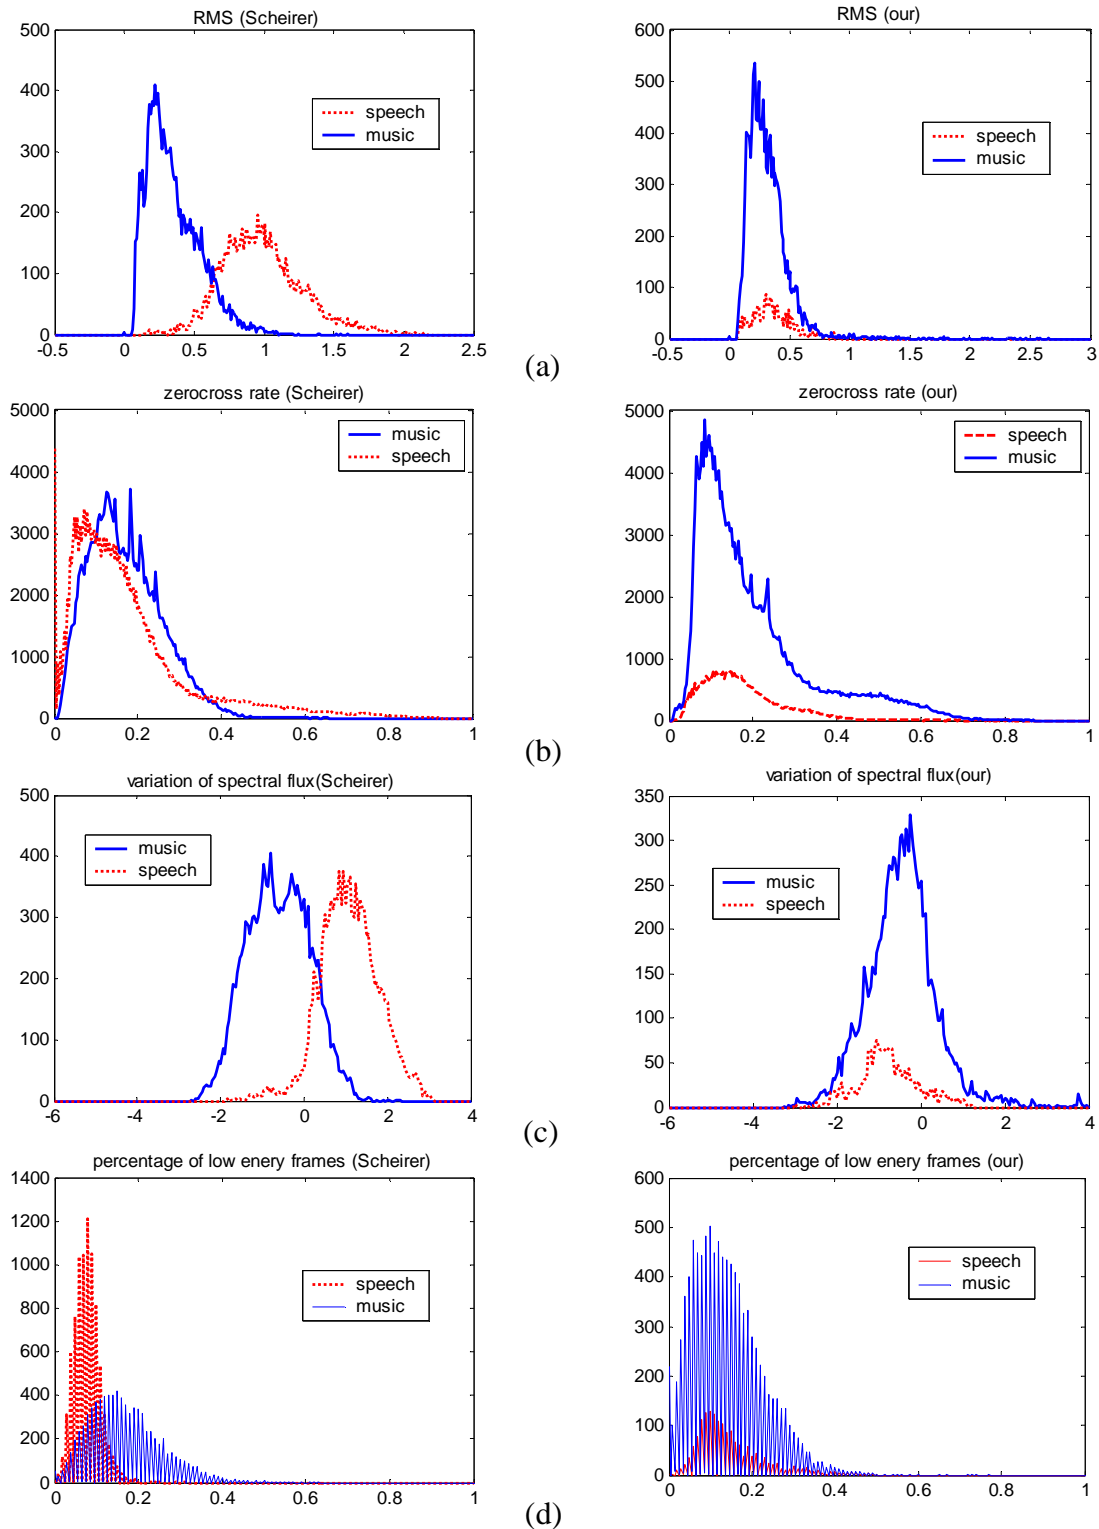 RMS (Scheirer)
500
400
300
200
100
0
-0.5 0 0.5 1 1.5 2 2.5
speech
music
RMS (our)
600
500
400
300
200
100
0
-0.5 0 0.5 1 1.5 2 2.5 3
speech
music
(a)
zerocross rate (Scheirer)
5000
4000
3000
2000
1000
0
0 0.2 0.4 0.6 0.8 1
music
speech
zerocross rate (our)
5000
4000
3000
2000
1000
0
0 0.2 0.4 0.6 0.8 1
speech
music
(b)
variation of spectral flux(Scheirer)
500
400
300
200
100
0
-6 -4 -2 0 2 4
music
speech
variation of spectral flux(our)
350
300
250
200
150
100
50
0
-6 -4 -2 0 2 4
music
speech
(c)
percentage of low enery frames (Scheirer)
1400
1200
1000
800
600
400
200
0
0 0.2 0.4 0.6 0.8 1
speech
music
percentage of low enery frames (our)
600
500
400
300
200
100
0
0 0.2 0.4 0.6 0.8 1
speech
music
(d)